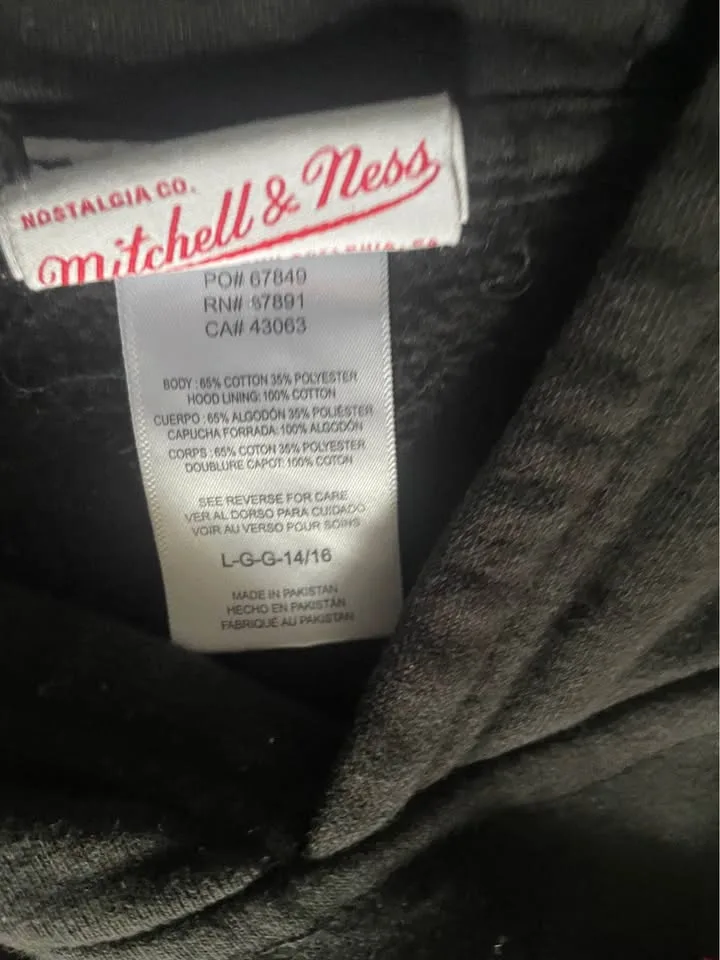 NOSTALGIA CO.
Mitchell & Ness
PO# 67849
RN# 87891
CA# 43063
BODY : 65% COTTON 35% POLYESTER
HOOD LINING: 100% COTTON
CUERPO : 65% ALGODÓN 35% POLIÉSTER
CAPUCHA FORRADA: 100% ALGODÓN
CORPS : 65% COTON 35% POLYESTER
DOUBLURE CAPOT: 100% COTON
SEE REVERSE FOR CARE
VER AL DORSO PARA CUIDADO
VOIR AU VERSO POUR SOINS
L-G-G-14/16
MADE IN PAKISTAN
HECHO EN PAKISTÁN
FABRIQUÉ AU PAKISTAN